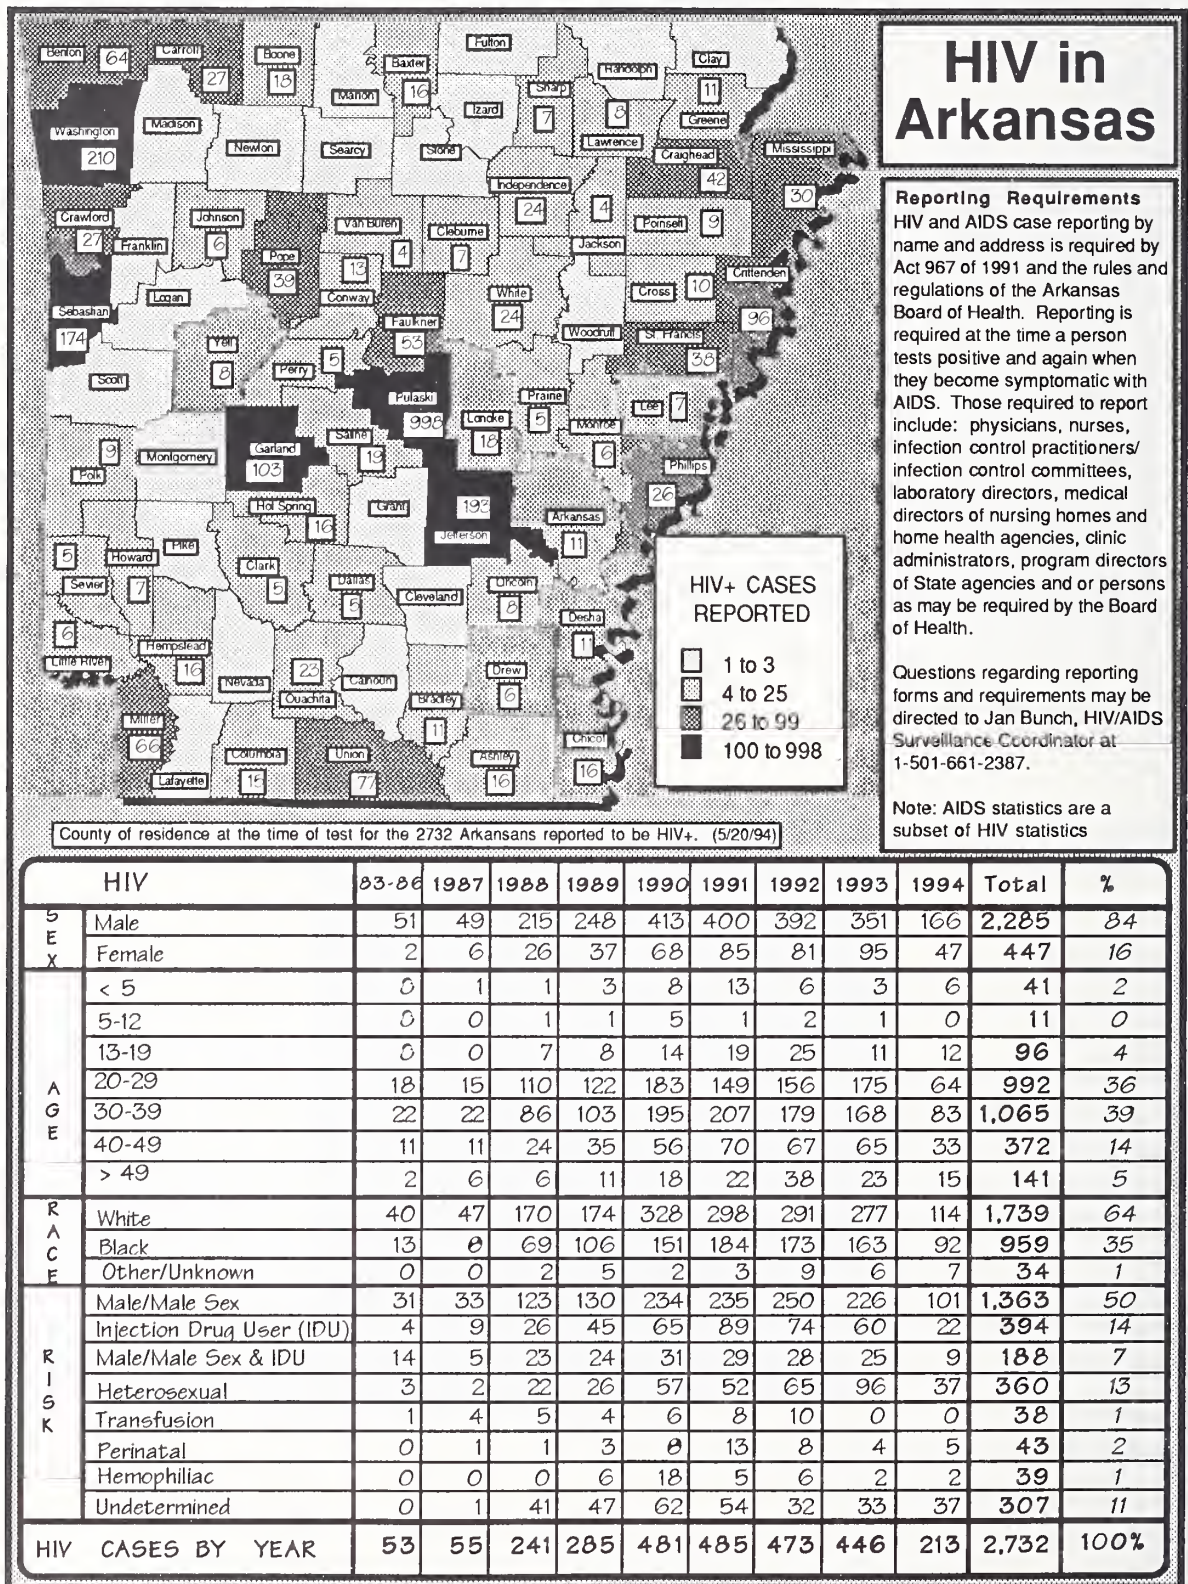 HIV in
Arkansas
Reporting Requirements
HIV and AIDS case reporting by
name and address is required by
Act 967 of 1991 and the rules and
regulations of the Arkansas
Board of Health. Reporting is
required at the time a person
tests positive and again when
they become symptomatic with
AIDS. Those required to report
include: physicians, nurses,
infection control practitioners/
infection control committees,
laboratory directors, medical
directors of nursing homes and
home health agencies, clinic
administrators, program directors
of State agencies and or persons
as may be required by the Board
of Health.
Questions regarding reporting
forms and requirements may be
directed to Jan Bunch, HIV/AIDS
Surveillance Coordinator at
1-501-661-2387.
Note: AIDS statistics are a
subset of HIV statistics
Benton 64
Carroll 27
Boone 18
Marion
Baxter 16
Fulton
Izard
Sharp 7
Randolph
Lawrence 8
Clay
11 Greene
Washington 210
Madison
Newton
Searcy
Stone
Independence 24
Craighead 42
Mississippi 30
Crawford 27
Franklin
Johnson 6
Pope 39
Van Buren 4
Cleburne 7
Jackson 4
Poinsett 9
Sebastian 174
Logan
Conway 13
Faulkner 53
White 24
Woodruff
Cross 10
Crittenden 96
St Francis 38
Scott
Yell 8
Perry 5
Pulaski 998
Lonoke 18
Prairie 5
Monroe 6
Lee 7
Phillips 26
Polk 9
Montgomery
Garland 103
Saline 19
Hot Spring 16
Grant
193 Jefferson
Arkansas 11
5 Sevier
Howard 7
Pike
Clark 5
Dallas 5
Cleveland
Lincoln 8
Desha 11
6 Little River
Hempstead 16
Nevada
23 Ouachita
Calhoun
Bradley 11
Drew 6
Miller 66
Lafayette
Columbia 15
Union 77
Ashley 16
Chico 16
HIV+ CASES
REPORTED
1 to 3
4 to 25
26 to 99
100 to 998
County of residence at the time of test for the 2732 Arkansans reported to be HIV+. (5/20/94)
HIV 83-86 1987 1988 1989 1990 1991 1992 1993 1994 Total %
SEX
Male 51 49 215 248 413 400 392 351 166 2,285 84
Female 2 6 26 37 68 85 81 95 47 447 16
AGE
< 5 0 1 1 3 8 13 6 3 6 41 2
5-12 0 0 1 1 5 1 2 1 0 11 0
13-19 0 0 7 8 14 19 25 11 12 96 4
20-29 18 15 110 122 183 149 156 175 64 992 36
30-39 22 22 86 103 195 207 179 168 83 1,065 39
40-49 11 11 24 35 56 70 67 65 33 372 14
> 49 2 6 6 11 18 22 38 23 15 141 5
RACE
White 40 47 170 174 328 298 291 277 114 1,739 64
Black 13 8 69 106 151 184 173 163 92 959 35
Other/Unknown 0 0 2 5 2 3 9 6 7 34 1
RISK
Male/Male Sex 31 33 123 130 234 235 250 226 101 1,363 50
Injection Drug User (IDU) 4 9 26 45 65 89 74 60 22 394 14
Male/Male Sex & IDU 14 5 23 24 31 29 28 25 9 188 7
Heterosexual 3 2 22 26 57 52 65 96 37 360 13
Transfusion 1 4 5 4 6 8 10 0 0 38 1
Perinatal 0 1 1 3 8 13 8 4 5 43 2
Hemophiliac 0 0 0 6 18 5 6 2 2 39 1
Undetermined 0 1 41 47 62 54 32 33 37 307 11
HIV CASES BY YEAR 53 55 241 285 481 485 473 446 213 2,732 100%